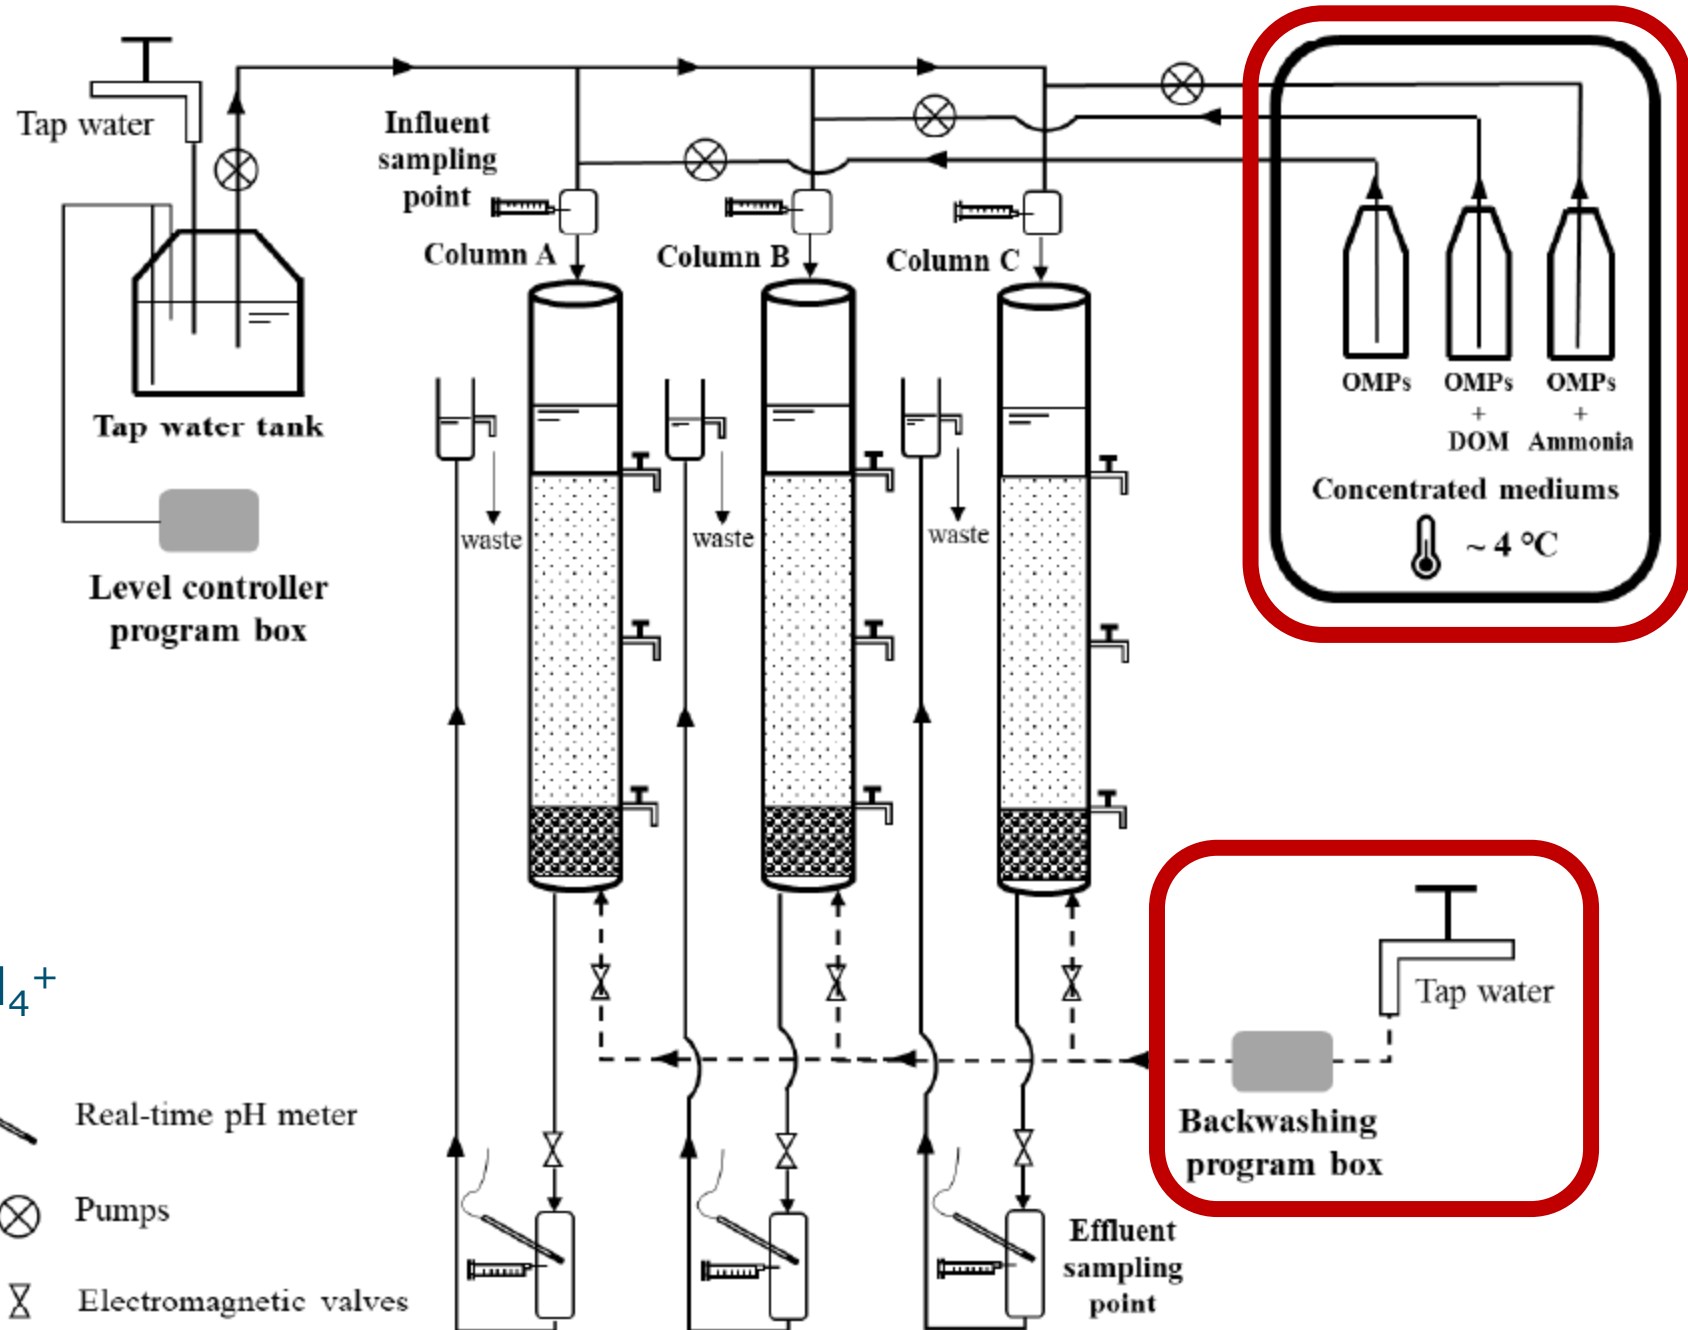 Tap water
Tap water tank
Level controller
program box
Influent
sampling
point
Column A
Column B
Column C
waste
waste
waste
OMPs
OMPs
+
DOM
OMPs
+
Ammonia
Concentrated mediums
~ 4 °C
Tap water
Backwashing
program box
Effluent
sampling
point
4+
Real-time pH meter
Pumps
Electromagnetic valves